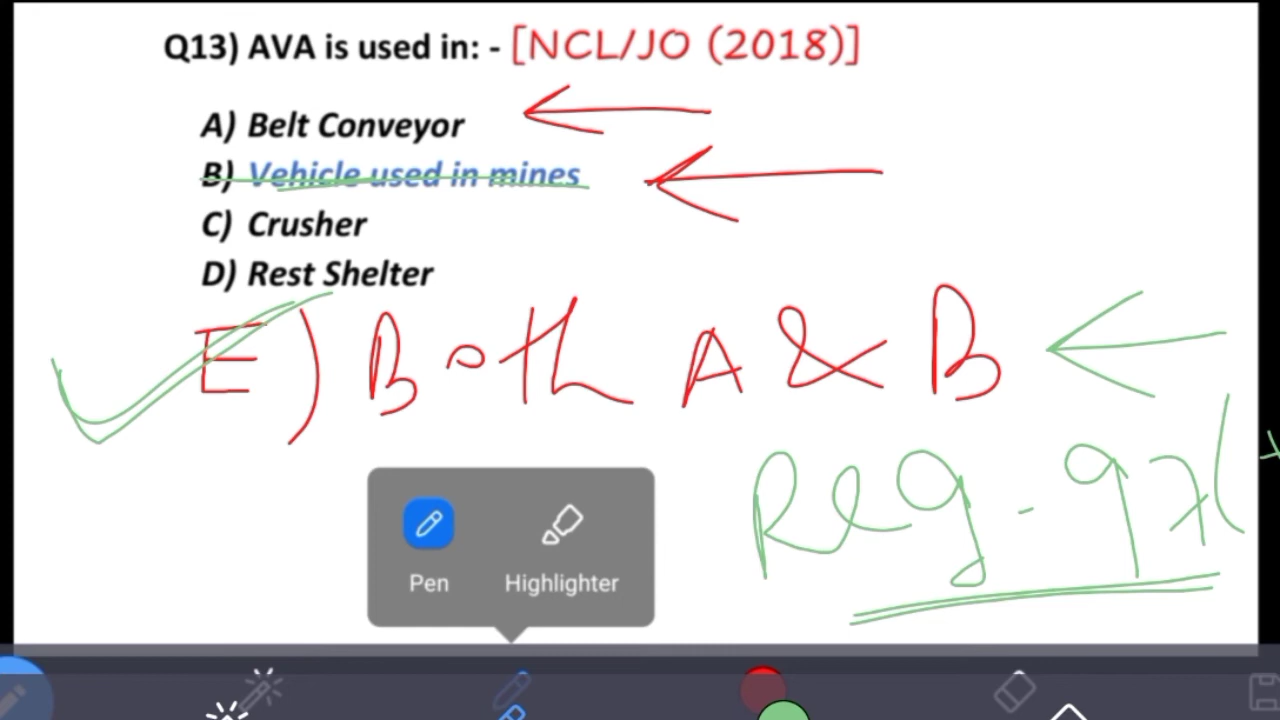 Q13) AVA is used in: - [NCL/JO (2018)]
A) Belt Conveyor
B) Vehicle used in mines
C) Crusher
D) Rest Shelter
E) Both A & B
Reg-
Pen Highlighter